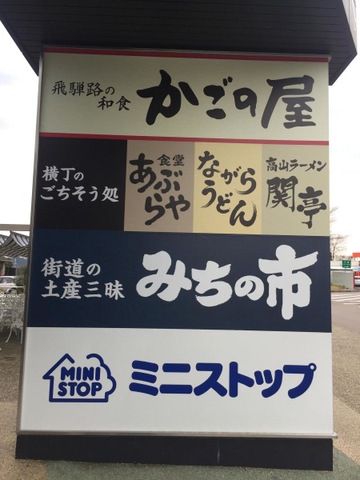 飛騨路の
和食
かごの屋
横丁の
ごちそう処
食堂
あぶ
らや
ながら
うどん
高山ラーメン
関亭
街道の
土産三昧
みちの市
MINI
STOP
ミニストップ